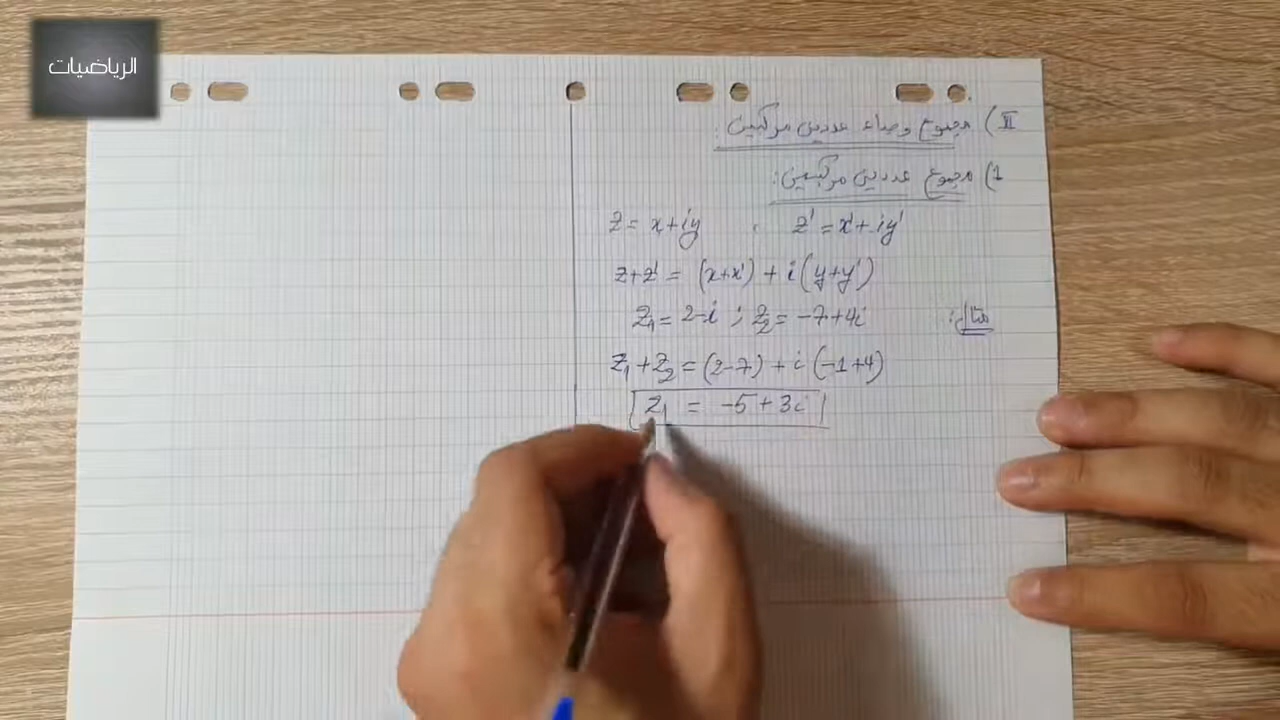 الرياضيات
II) مجموع وجداء عددين مركبين:
1) مجموع عددين مركبين:
z = x+iy , z' = x'+iy'
z+z' = (x+x') + i(y+y')
مثال: z₁ = 2-i ; z₂ = -7+4i
z₁+z₂ = (2-7) + i(-1+4)
z₁ = -5+3i